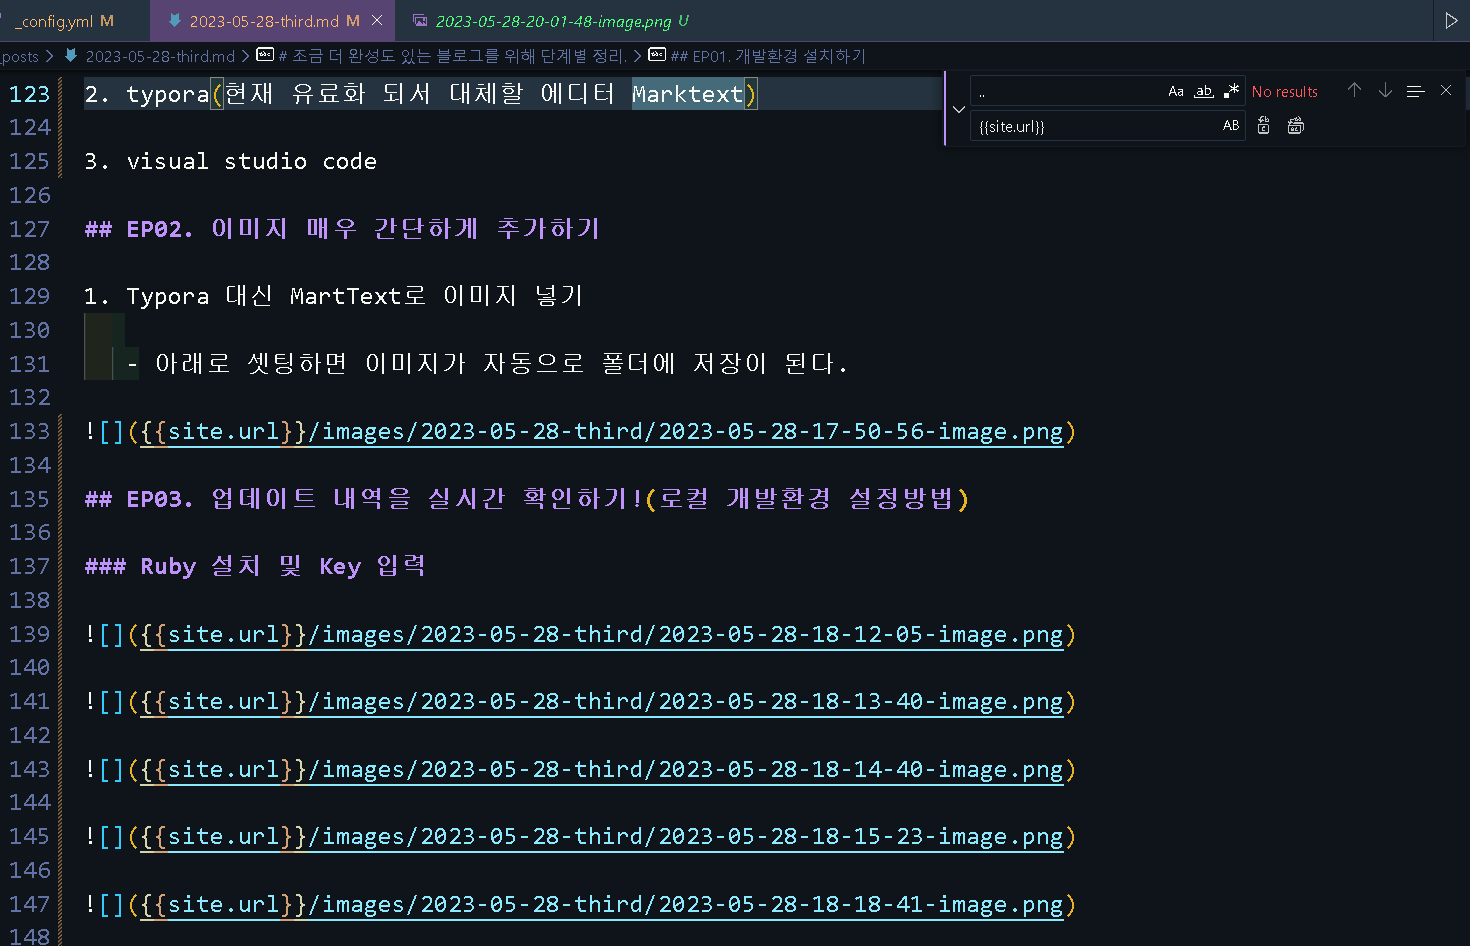 _config.yml M
2023-05-28-third.md M
2023-05-28-20-01-48-image.png U
_posts > 2023-05-28-third.md > # 조금 더 완성도 있는 블로그를 위해 단계별 정리. > ## EP01. 개발환경 설치하기
.. Aa ab No results
{{site.url}} AB
123 2. typora(현재 유료화 되서 대체할 에디터 Marktext)
124
125 3. visual studio code
126
127 ## EP02. 이미지 매우 간단하게 추가하기
128
129 1. Typora 대신 MartText로 이미지 넣기
130
131 - 아래로 셋팅하면 이미지가 자동으로 폴더에 저장이 된다.
132
133 ![]({{site.url}}/images/2023-05-28-third/2023-05-28-17-50-56-image.png)
134
135 ## EP03. 업데이트 내역을 실시간 확인하기!(로컬 개발환경 설정방법)
136
137 ### Ruby 설치 및 Key 입력
138
139 ![]({{site.url}}/images/2023-05-28-third/2023-05-28-18-12-05-image.png)
140
141 ![]({{site.url}}/images/2023-05-28-third/2023-05-28-18-13-40-image.png)
142
143 ![]({{site.url}}/images/2023-05-28-third/2023-05-28-18-14-40-image.png)
144
145 ![]({{site.url}}/images/2023-05-28-third/2023-05-28-18-15-23-image.png)
146
147 ![]({{site.url}}/images/2023-05-28-third/2023-05-28-18-18-41-image.png)
148